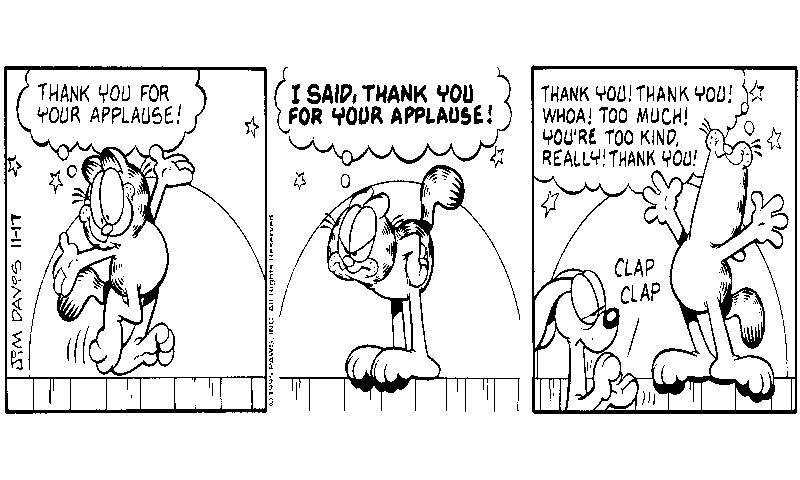 THANK YOU FOR
YOUR APPLAUSE!
JIM DAVIS 11-17
I SAID, THANK YOU
FOR YOUR APPLAUSE!
THANK YOU! THANK YOU!
WHOA! TOO MUCH!
YOU'RE TOO KIND,
REALLY! THANK YOU!
CLAP
CLAP